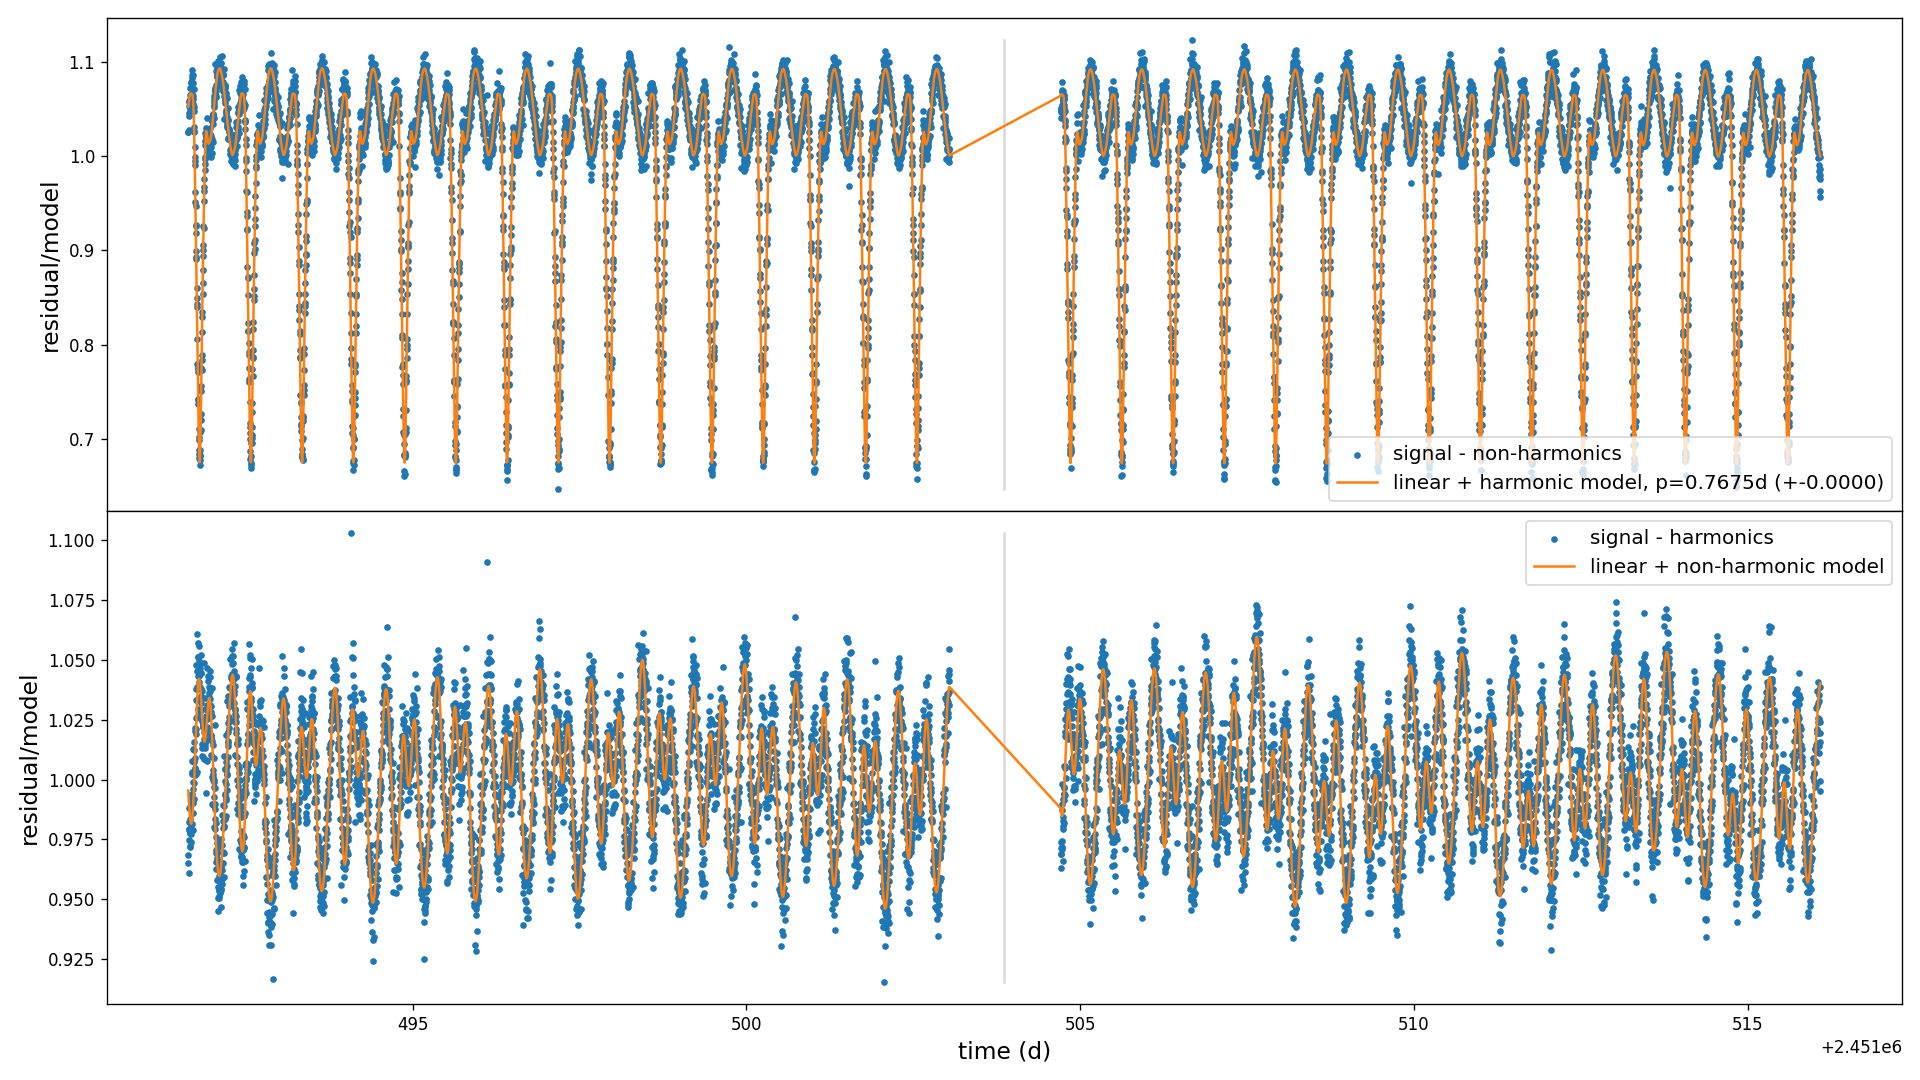 1.1
1.0
0.9
0.8
0.7
residual/model
signal - non-harmonics
linear + harmonic model, p=0.7675d (+-0.0000)
1.100
1.075
1.050
1.025
1.000
0.975
0.950
0.925
residual/model
signal - harmonics
linear + non-harmonic model
495
500
505
510
515
time (d)
+2.451e6